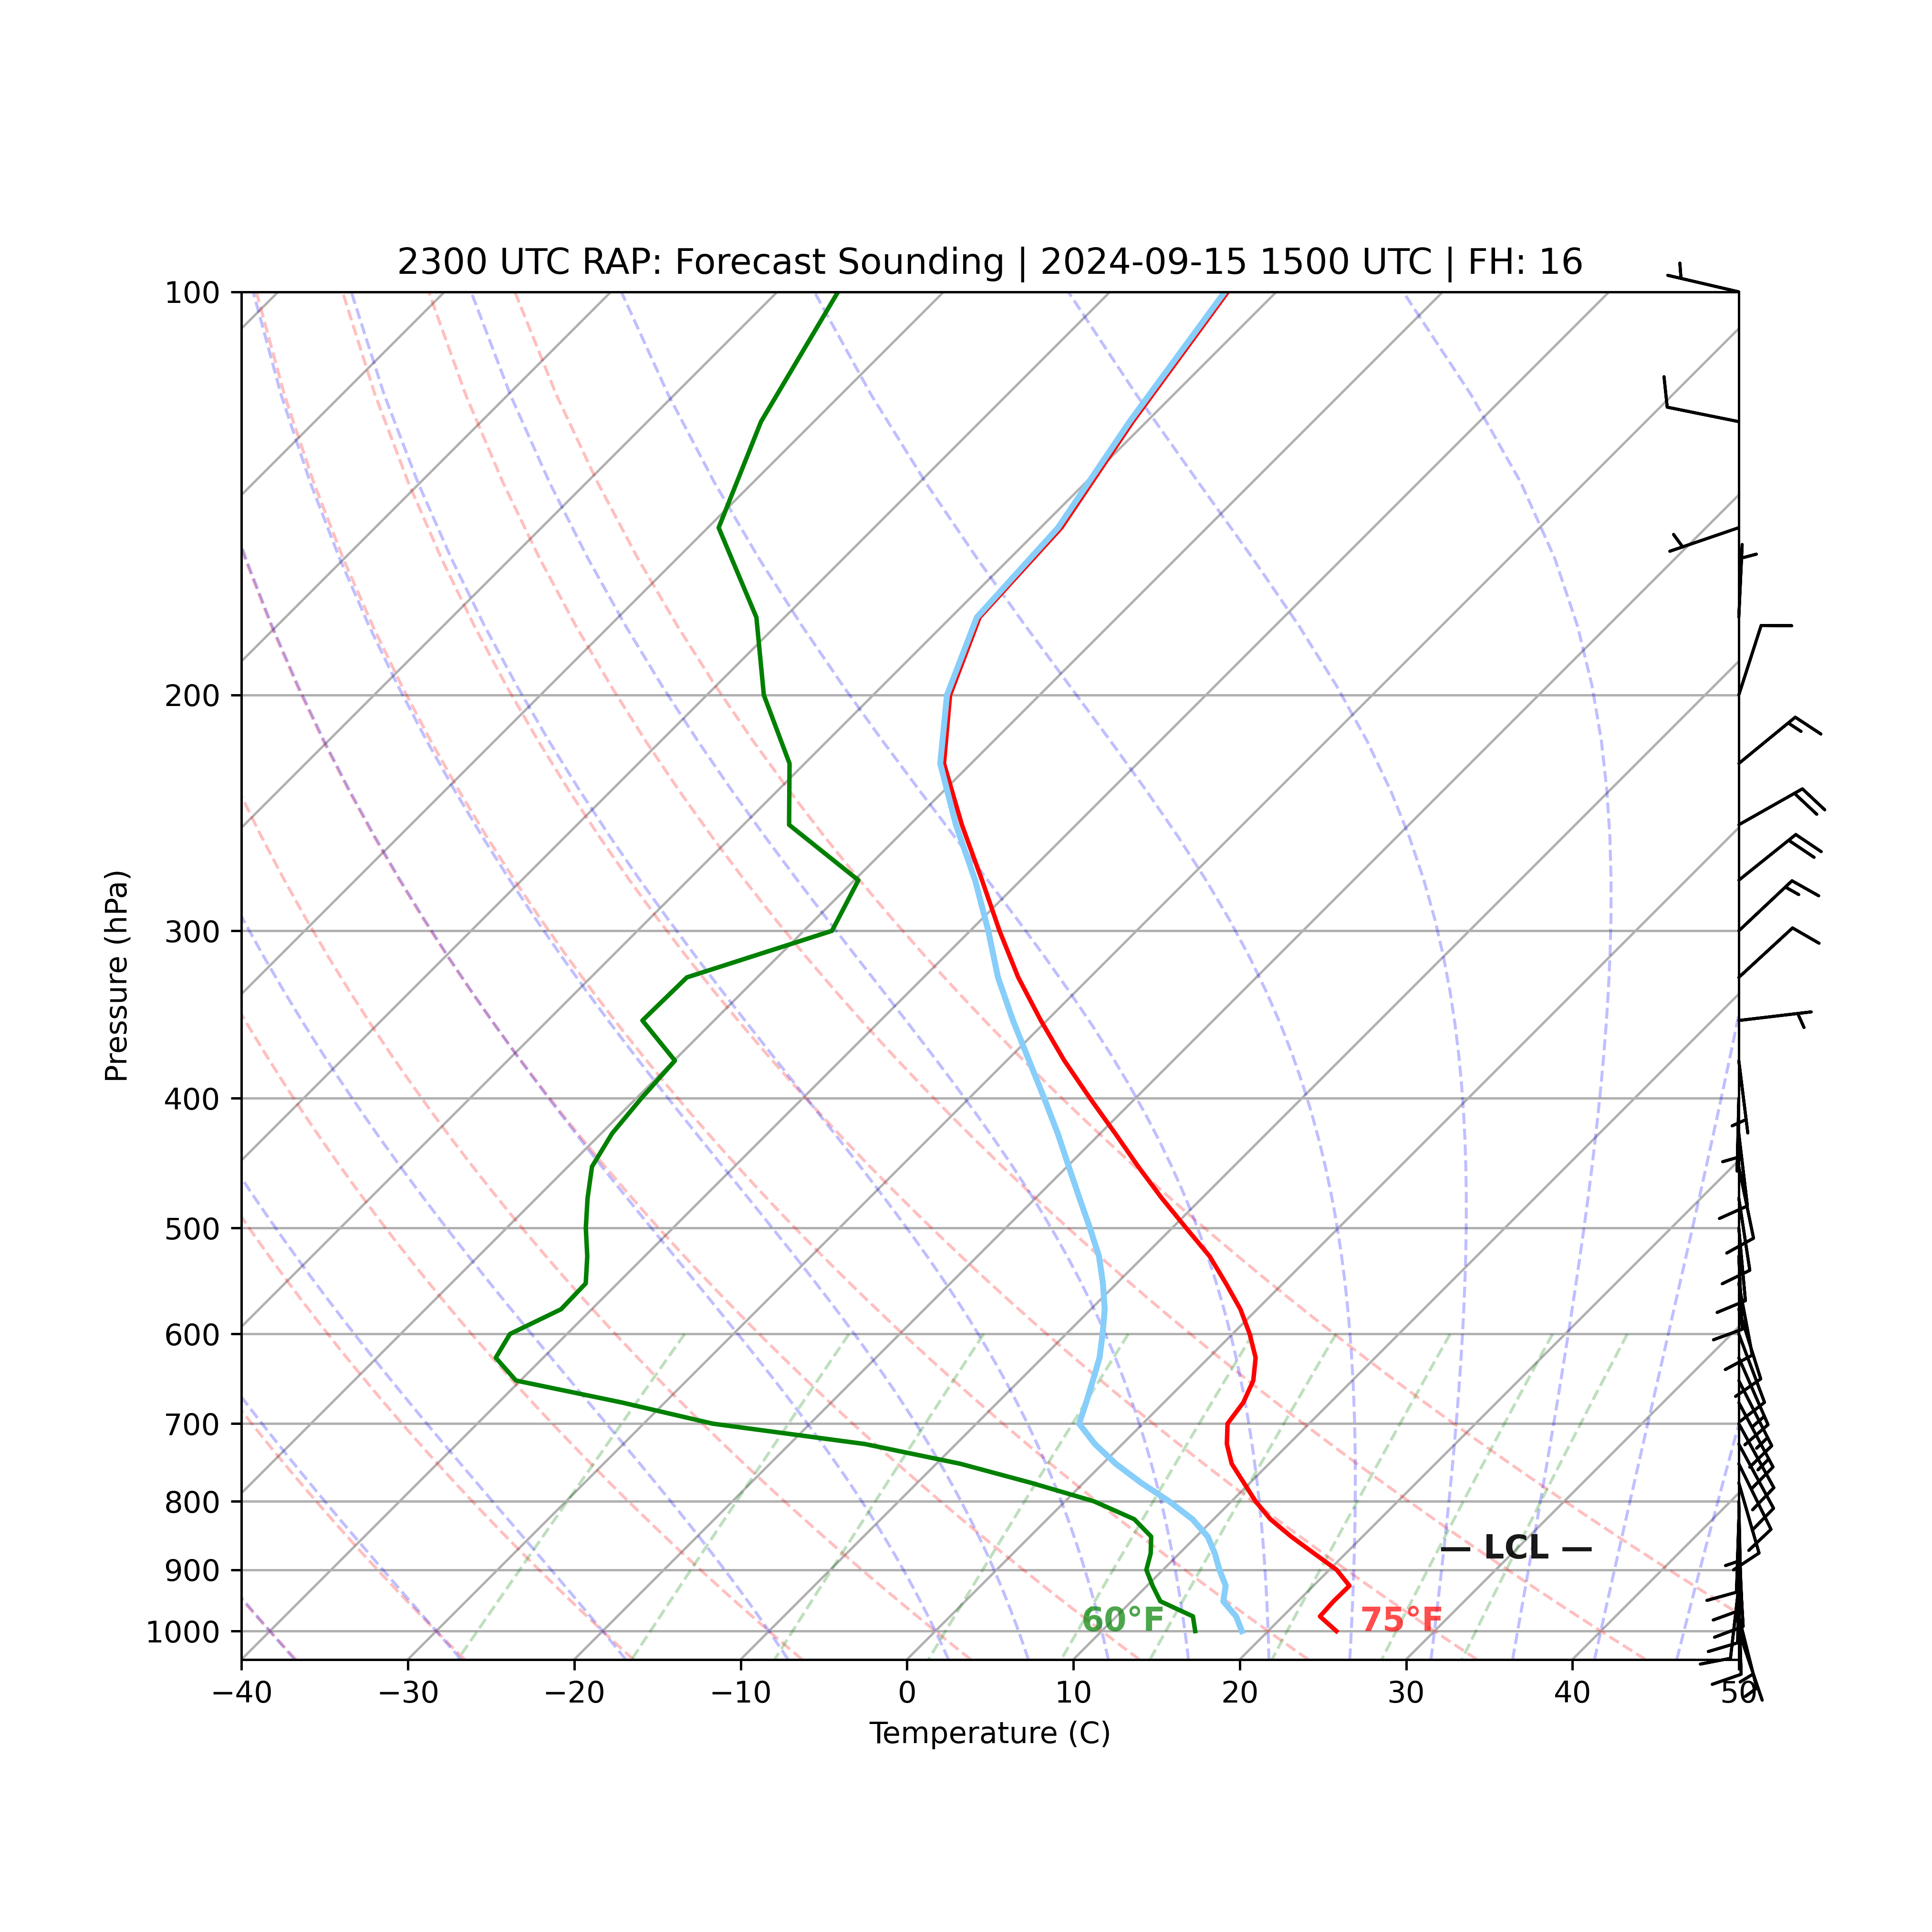 2300 UTC RAP: Forecast Sounding | 2024-09-15 1500 UTC | FH: 16
100
200
300
400
500
600
700
800
900
1000
Pressure (hPa)
— LCL —
60°F
75°F
−40 −30 −20 −10 0 10 20 30 40 50
Temperature (C)